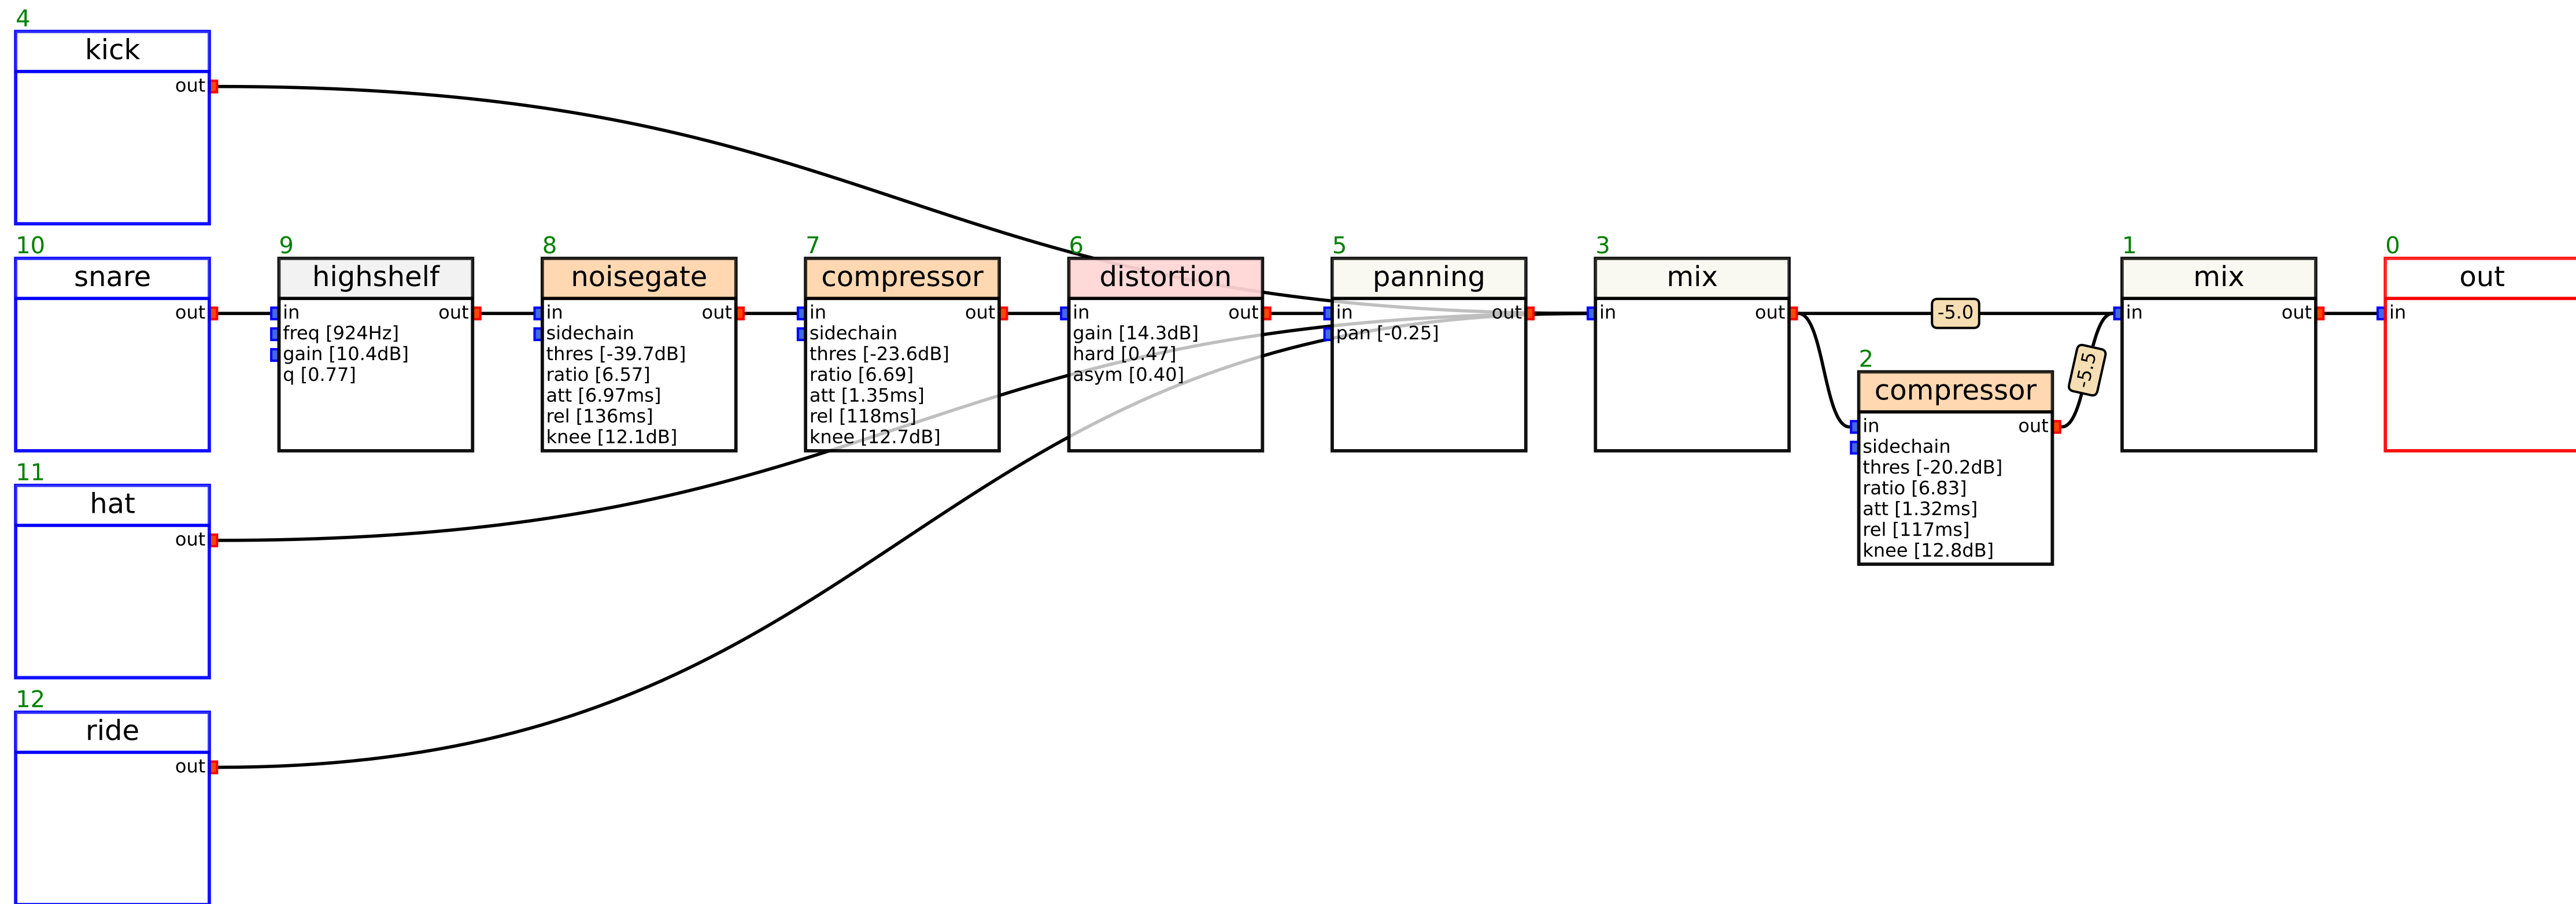 4
kick
out
10
snare
out
9
highshelf
in out
freq [924Hz]
gain [10.4dB]
q [0.77]
8
noisegate
in out
sidechain
thres [-39.7dB]
ratio [6.57]
att [6.97ms]
rel [136ms]
knee [12.1dB]
7
compressor
in out
sidechain
thres [-23.6dB]
ratio [6.69]
att [1.35ms]
rel [118ms]
knee [12.7dB]
6
distortion
in out
gain [14.3dB]
hard [0.47]
asym [0.40]
5
panning
in out
pan [-0.25]
3
mix
in out
-5.0
2
compressor
in out
sidechain
thres [-20.2dB]
ratio [6.83]
att [1.32ms]
rel [117ms]
knee [12.8dB]
-5.5
1
mix
in out
0
out
in
11
hat
out
12
ride
out